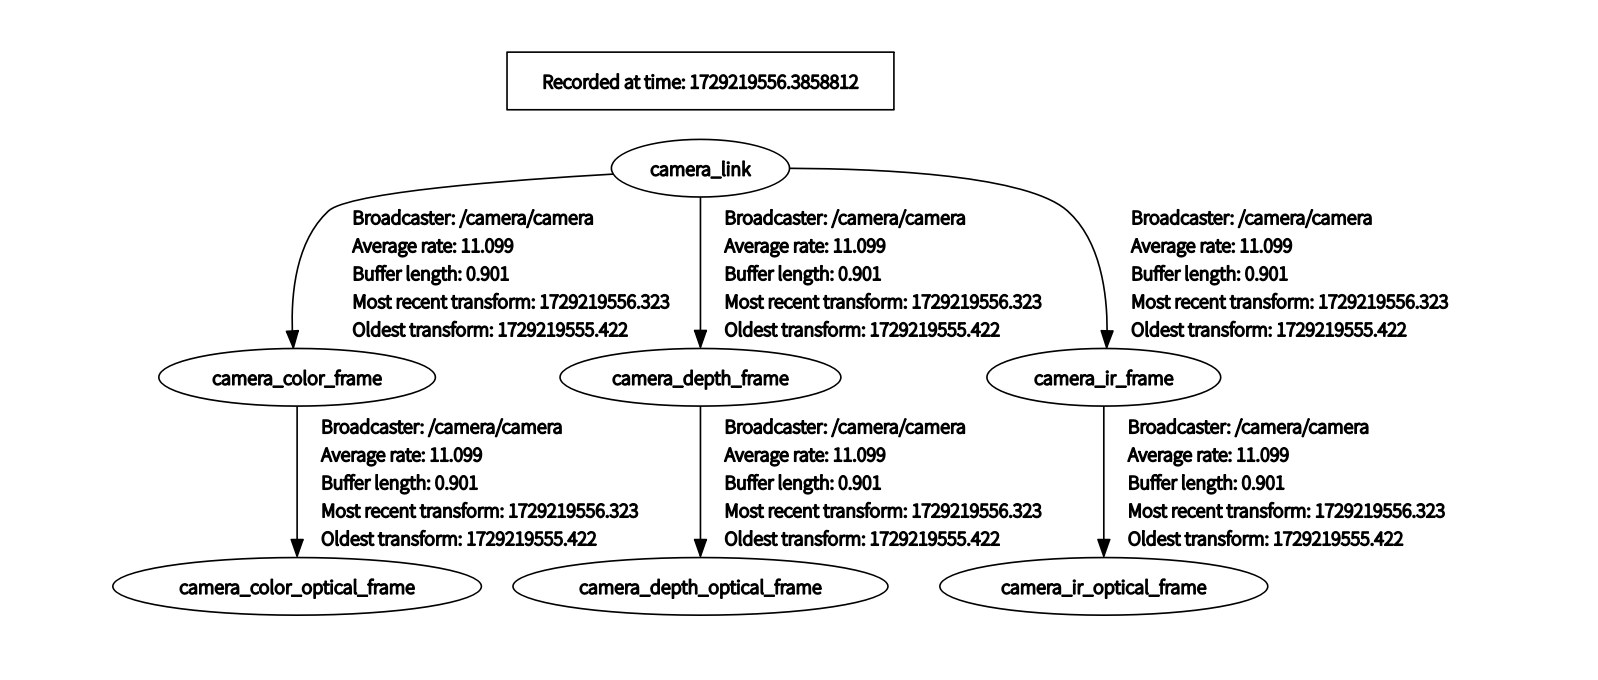 Recorded at time: 1729219556.3858812
camera_link
Broadcaster: /camera/camera
Average rate: 11.099
Buffer length: 0.901
Most recent transform: 1729219556.323
Oldest transform: 1729219555.422
Broadcaster: /camera/camera
Average rate: 11.099
Buffer length: 0.901
Most recent transform: 1729219556.323
Oldest transform: 1729219555.422
Broadcaster: /camera/camera
Average rate: 11.099
Buffer length: 0.901
Most recent transform: 1729219556.323
Oldest transform: 1729219555.422
camera_color_frame
camera_depth_frame
camera_ir_frame
Broadcaster: /camera/camera
Average rate: 11.099
Buffer length: 0.901
Most recent transform: 1729219556.323
Oldest transform: 1729219555.422
Broadcaster: /camera/camera
Average rate: 11.099
Buffer length: 0.901
Most recent transform: 1729219556.323
Oldest transform: 1729219555.422
Broadcaster: /camera/camera
Average rate: 11.099
Buffer length: 0.901
Most recent transform: 1729219556.323
Oldest transform: 1729219555.422
camera_color_optical_frame
camera_depth_optical_frame
camera_ir_optical_frame